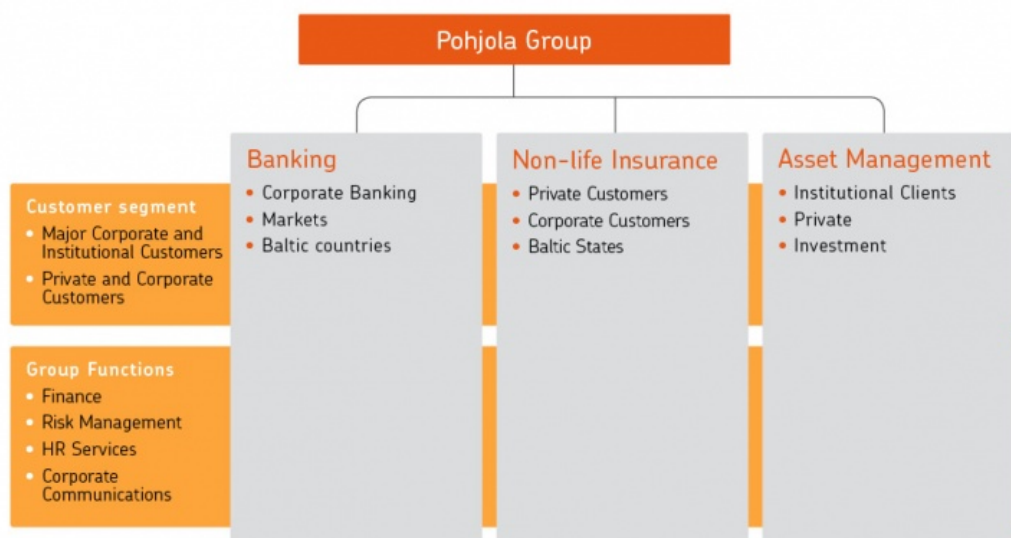 Pohjola Group
Banking
• Corporate Banking
• Markets
• Baltic countries
Non-life Insurance
• Private Customers
• Corporate Customers
• Baltic States
Asset Management
• Institutional Clients
• Private
• Investment
Customer segment
• Major Corporate and
Institutional Customers
• Private and Corporate
Customers
Group Functions
• Finance
• Risk Management
• HR Services
• Corporate
Communications